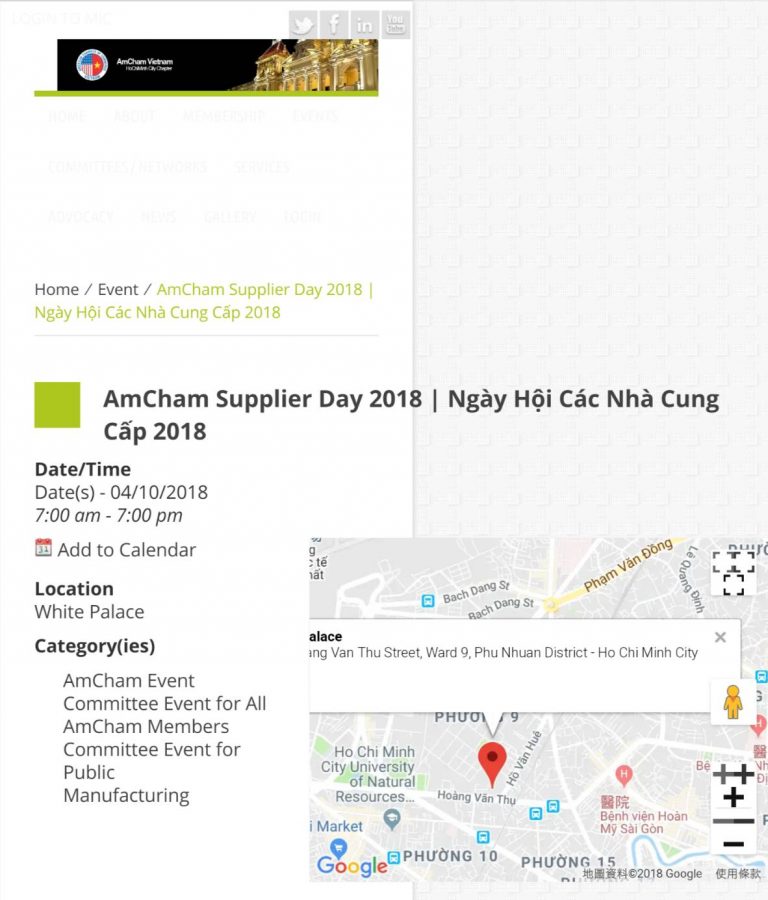 LOGIN TO MIC
You
Tube
AmCham Vietnam
HoChiMinh City Chapter
HOME ABOUT MEMBERSHIP EVENTS
COMMITTEES/NETWORKS SERVICES
ADVOCACY NEWS GALLERY LOGIN
Home / Event / AmCham Supplier Day 2018 |
Ngày Hội Các Nhà Cung Cấp 2018
AmCham Supplier Day 2018 | Ngày Hội Các Nhà Cung
Cấp 2018
Date/Time
Date(s) - 04/10/2018
7:00 am - 7:00 pm
Add to Calendar
Location
White Palace
Category(ies)
AmCham Event
Committee Event for All
AmCham Members
Committee Event for
Public
Manufacturing
Phạm Văn Đồng
Lê Quang Định
Bach Dang St
Bach Dang St
alace
ang Van Thu Street, Ward 9, Phu Nhuan District - Ho Chi Minh City
PHƯỜNG 9
Hồ Văn Huê
Ho Chi Minh
City University
of Natural
Resources...
Hoàng Văn Thụ
醫院
Bệnh viện Hoàn
Mỹ Sài Gòn
i Market
PHƯỜNG 10
PHƯỜNG 15
Google
地圖資料©2018 Google 使用條款